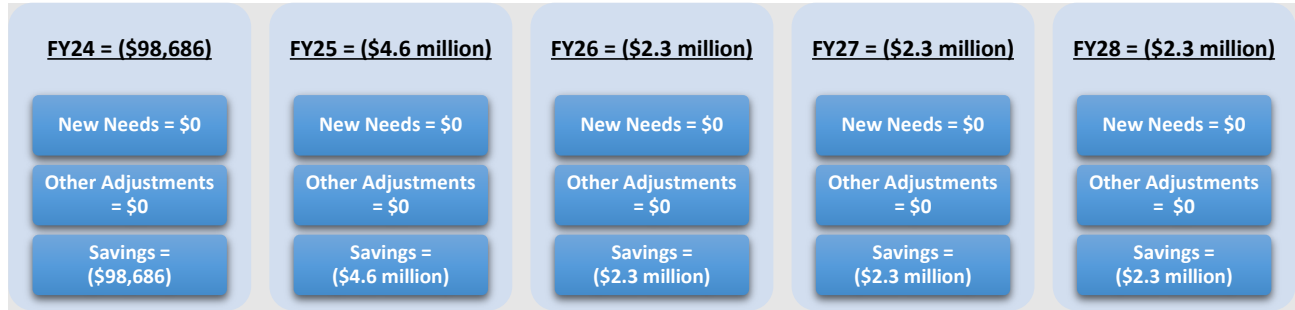 FY24 = ($98,686)
New Needs = $0
Other Adjustments
= $0
Savings =
($98,686)
FY25 = ($4.6 million)
New Needs = $0
Other Adjustments
= $0
Savings =
($4.6 million)
FY26 = ($2.3 million)
New Needs = $0
Other Adjustments
= $0
Savings =
($2.3 million)
FY27 = ($2.3 million)
New Needs = $0
Other Adjustments
= $0
Savings =
($2.3 million)
FY28 = ($2.3 million)
New Needs = $0
Other Adjustments
= $0
Savings =
($2.3 million)